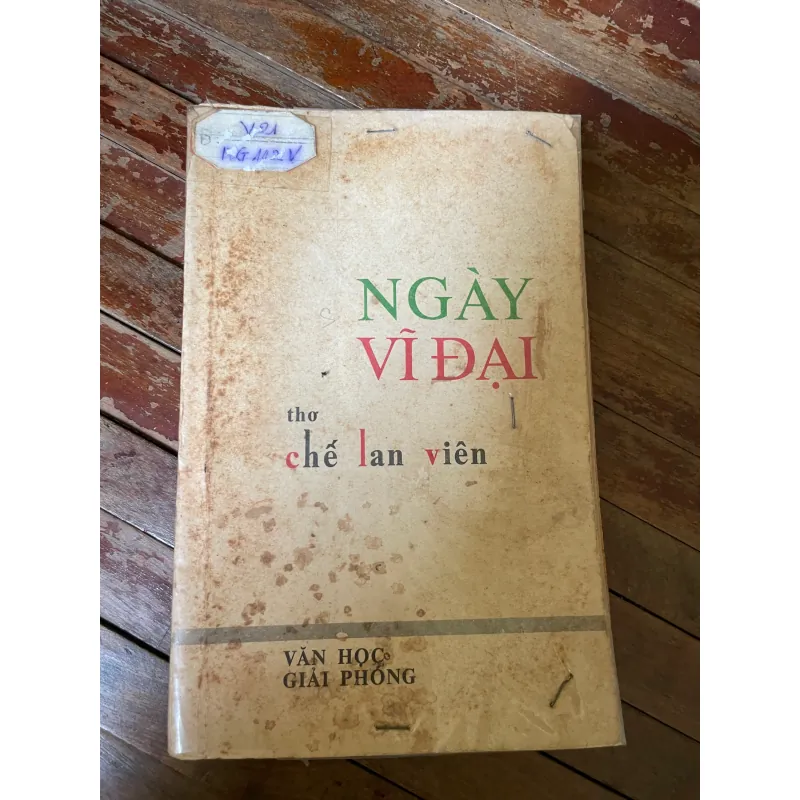 V21
NGÀY
VĨ ĐẠI
thơ
chế lan viên
VĂN HỌC
GIẢI PHÓNG